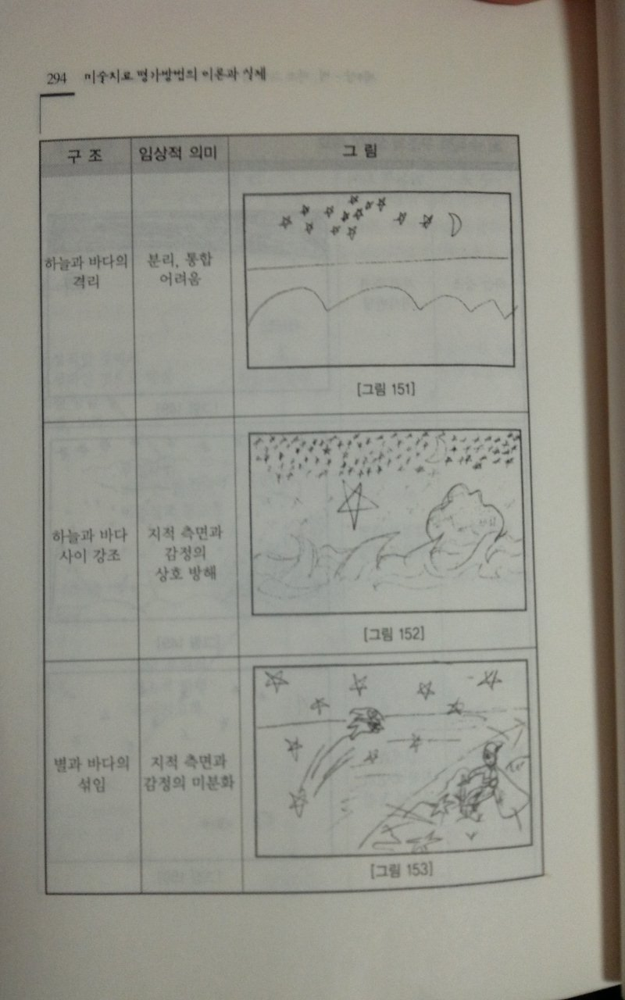 294 미술치료 평가방법의 이론과 실제
구 조 임상적 의미 그 림
하늘과 바다의
격리
분리, 통합
어려움
[그림 151]
하늘과 바다
사이 강조
지적 측면과
감정의
상호 방해
[그림 152]
별과 바다의
섞임
지적 측면과
감정의 미분화
[그림 153]